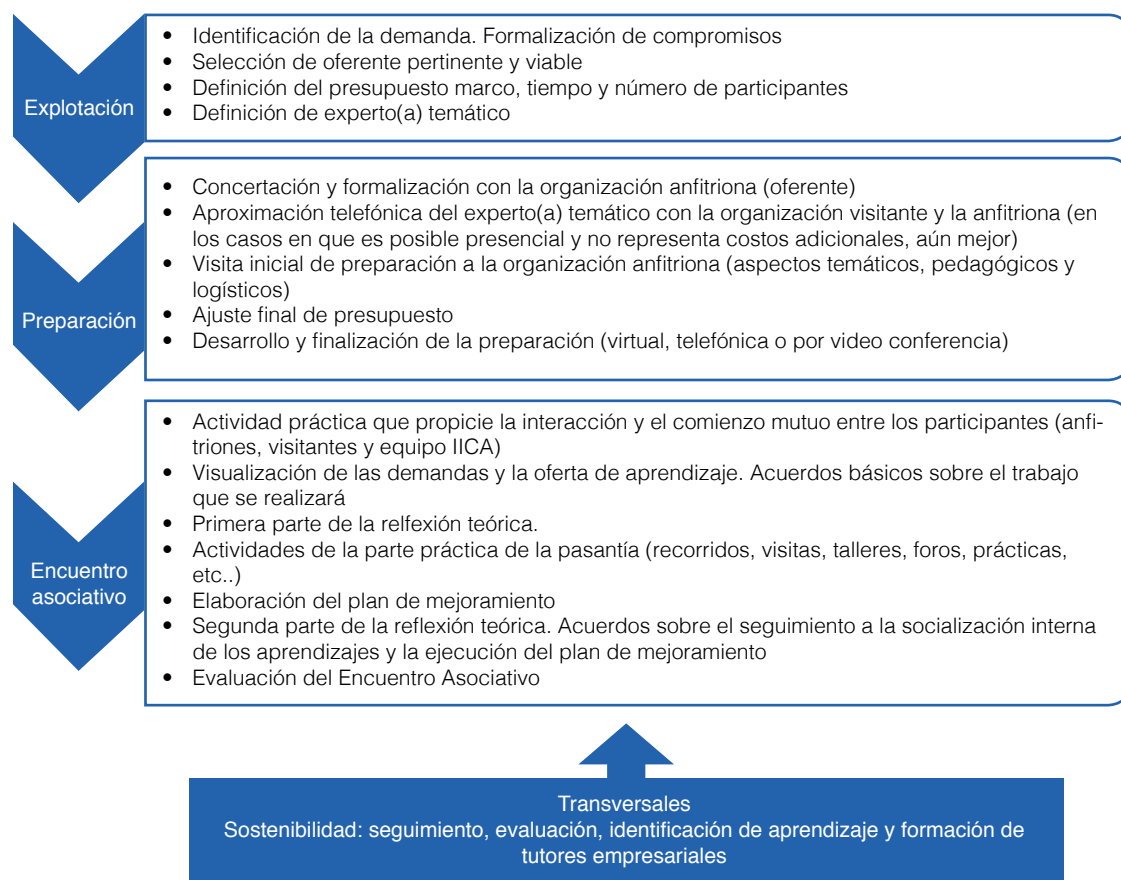 Explotación
• Identificación de la demanda. Formalización de compromisos
• Selección de oferente pertinente y viable
• Definición del presupuesto marco, tiempo y número de participantes
• Definición de experto(a) temático
Preparación
• Concertación y formalización con la organización anfitriona (oferente)
• Aproximación telefónica del experto(a) temático con la organización visitante y la anfitriona (en
los casos en que es posible presencial y no representa costos adicionales, aún mejor)
• Visita inicial de preparación a la organización anfitriona (aspectos temáticos, pedagógicos y
logísticos)
• Ajuste final de presupuesto
• Desarrollo y finalización de la preparación (virtual, telefónica o por video conferencia)
Encuentro
asociativo
• Actividad práctica que propicie la interacción y el comienzo mutuo entre los participantes (anfi-
triones, visitantes y equipo IICA)
• Visualización de las demandas y la oferta de aprendizaje. Acuerdos básicos sobre el trabajo
que se realizará
• Primera parte de la relfexión teórica.
• Actividades de la parte práctica de la pasantía (recorridos, visitas, talleres, foros, prácticas,
etc..)
• Elaboración del plan de mejoramiento
• Segunda parte de la reflexión teórica. Acuerdos sobre el seguimiento a la socialización interna
de los aprendizajes y la ejecución del plan de mejoramiento
• Evaluación del Encuentro Asociativo
Transversales
Sostenibilidad: seguimiento, evaluación, identificación de aprendizaje y formación de
tutores empresariales